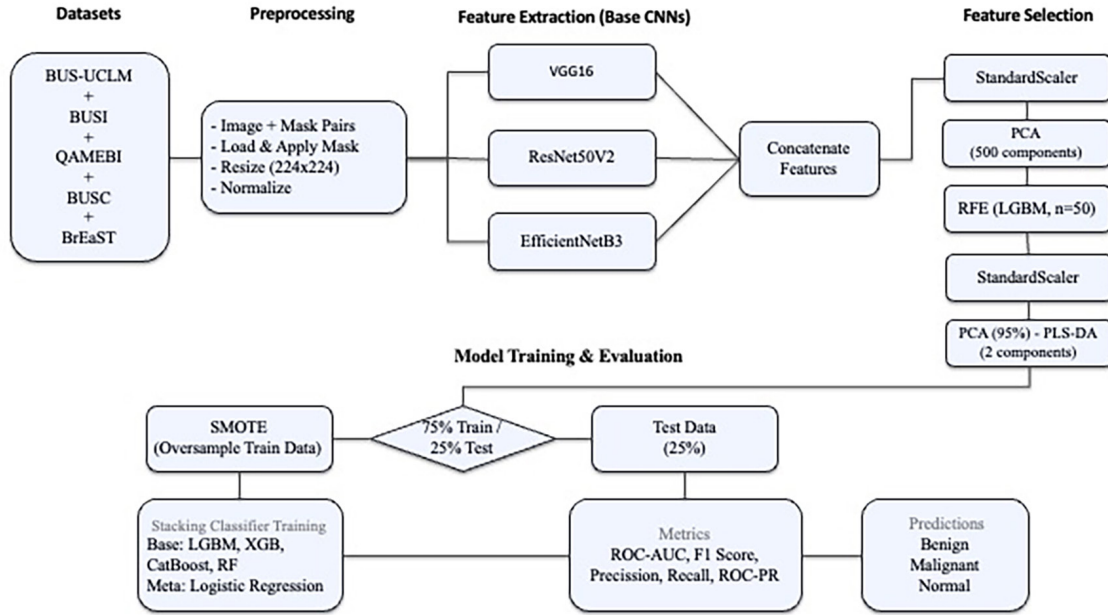 Datasets
Preprocessing
Feature Extraction (Base CNNs)
Feature Selection
BUS-UCLM
+
BUSI
+
QAMEBI
+
BUSC
+
BrEaST
- Image + Mask Pairs
- Load & Apply Mask
- Resize (224x224)
- Normalize
VGG16
ResNet50V2
EfficientNetB3
Concatenate
Features
StandardScaler
PCA
(500 components)
RFE (LGBM, n=50)
StandardScaler
PCA (95%) - PLS-DA
(2 components)
Model Training & Evaluation
SMOTE
(Oversample Train Data)
75% Train /
25% Test
Test Data
(25%)
Stacking Classifier Training
Base: LGBM, XGB,
CatBoost, RF
Meta: Logistic Regression
Metrics
ROC-AUC, F1 Score,
Precission, Recall, ROC-PR
Predictions
Benign
Malignant
Normal